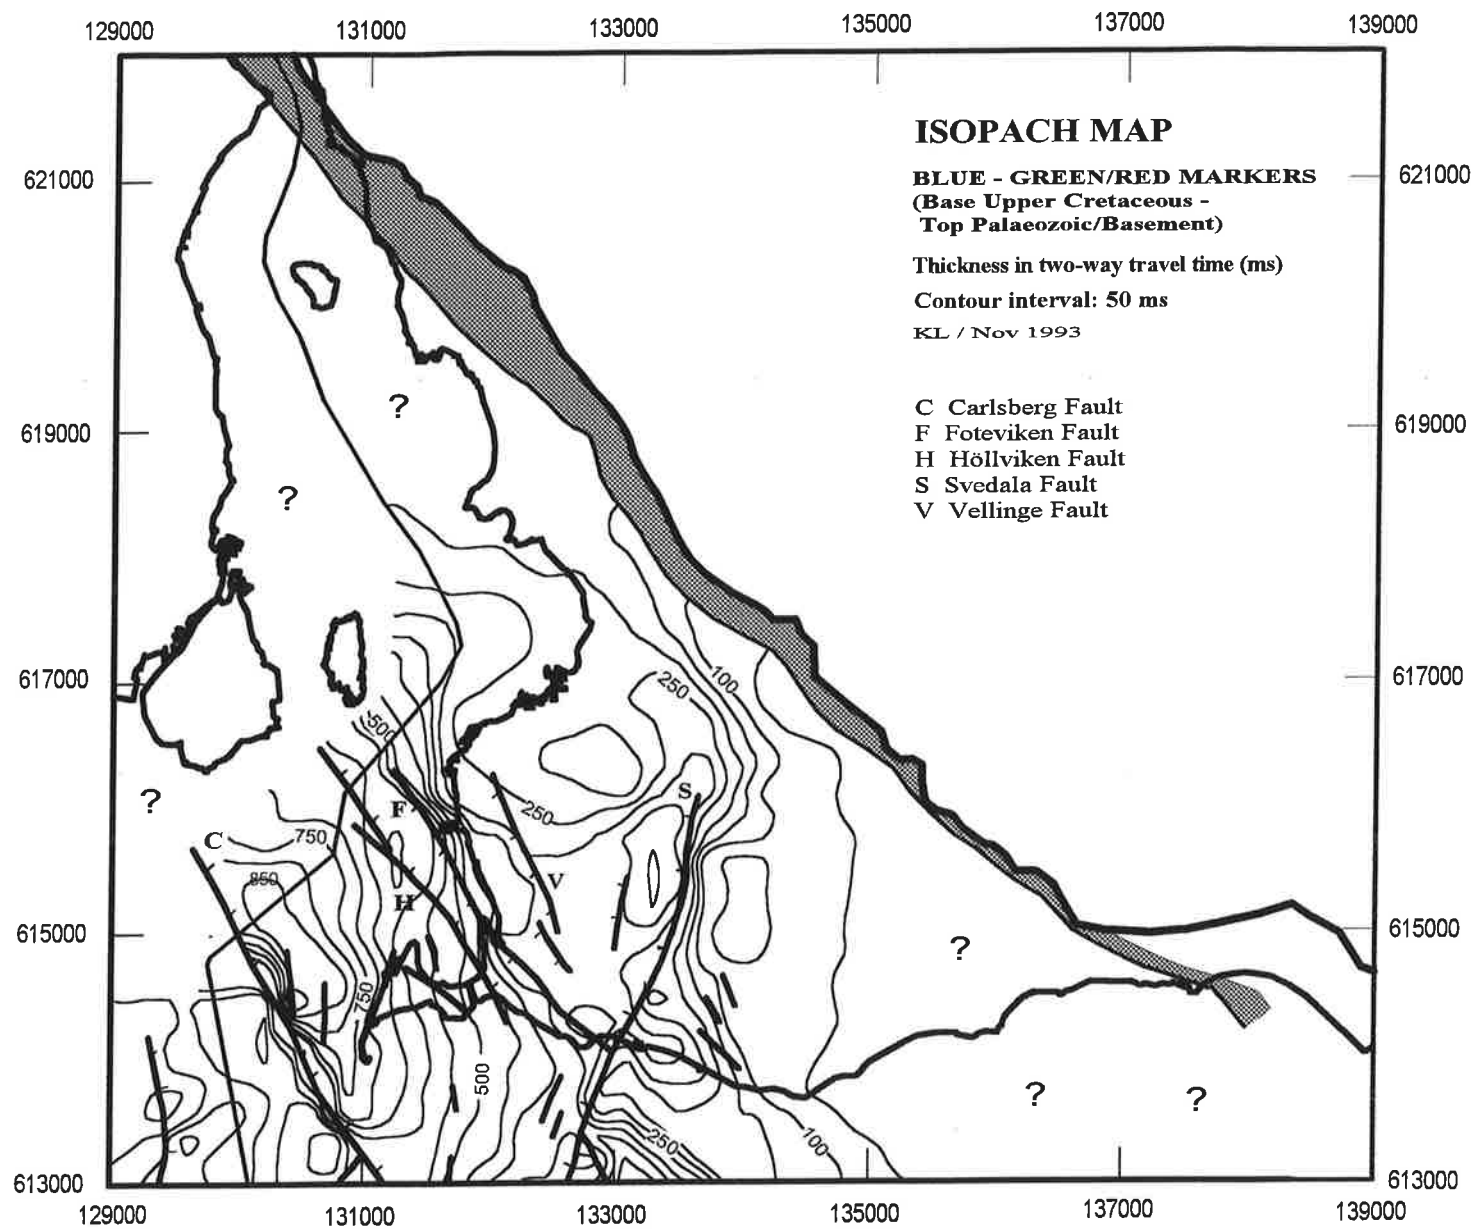 129000 131000 133000 135000 137000 139000
ISOPACH MAP
621000 621000
BLUE - GREEN/RED MARKERS
(Base Upper Cretaceous -
Top Palaeozoic/Basement)
Thickness in two-way travel time (ms)
Contour interval: 50 ms
KL / Nov 1993
?
C Carlsberg Fault
619000 619000
F Foteviken Fault
H Höllviken Fault
S Svedala Fault
?
V Vellinge Fault
617000 250 100 617000
500
?
F 250 S
C 750
850 V
H
615000 ? 615000
750
500 ? ?
250 100
613000 613000
129000 131000 133000 135000 137000 139000